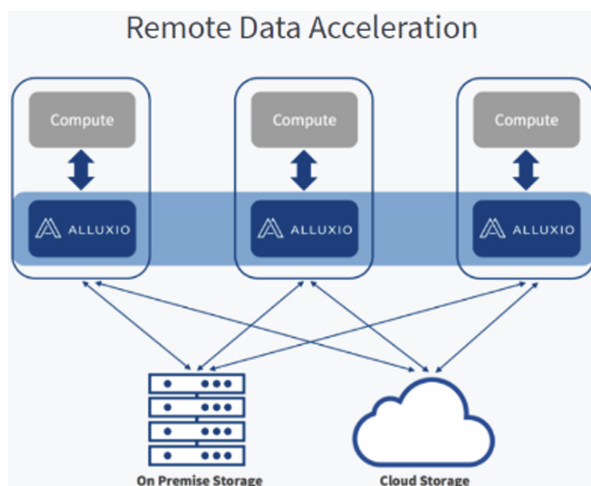 Remote Data Acceleration
Compute Compute Compute
ALLUXIO ALLUXIO ALLUXIO
On Premise Storage Cloud Storage